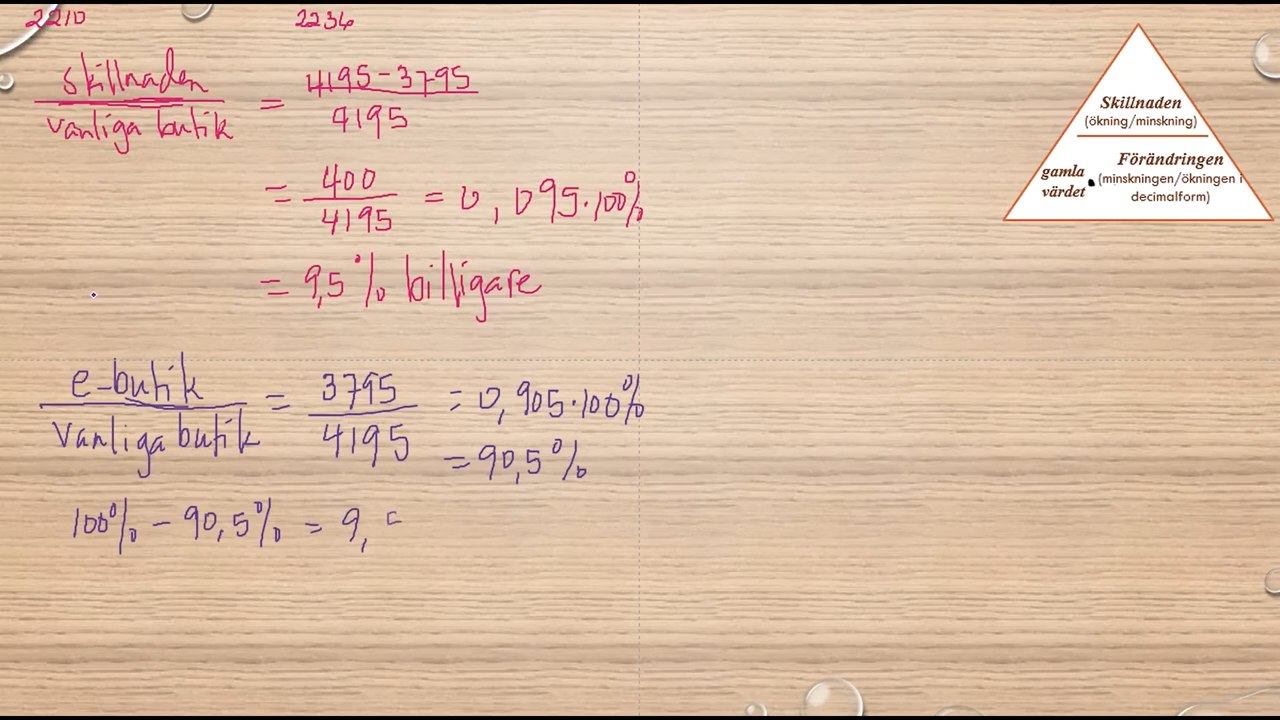 2210 2236
skillnaden / vanliga butik = 4195 - 3795 / 4195
= 400 / 4195 = 0,095 · 100%
= 9,5% billigare
e-butik / vanliga butik = 3795 / 4195 = 0,905 · 100%
= 90,5%
100% - 90,5% = 9,5
Skillnaden
(ökning/minskning)
gamla värdet
Förändringen
(minskningen/ökningen i
decimalform)